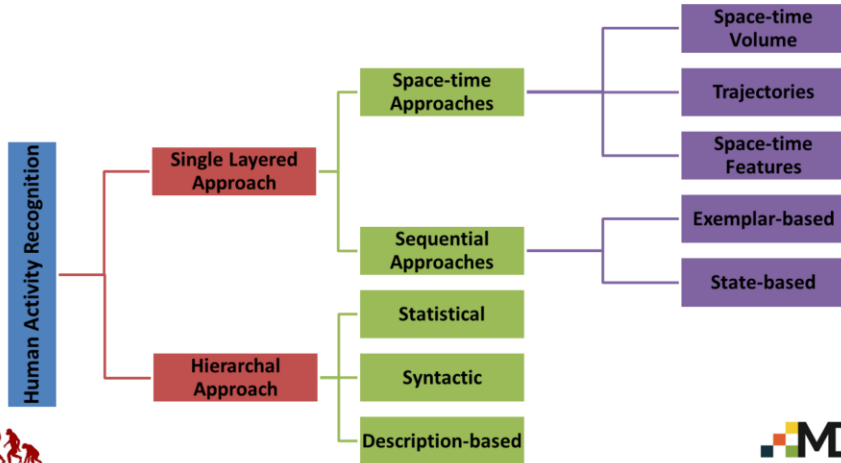 Human Activity Recognition
Single Layered
Approach
Hierarchal
Approach
Space-time
Approaches
Sequential
Approaches
Statistical
Syntactic
Description-based
Space-time
Volume
Trajectories
Space-time
Features
Exemplar-based
State-based